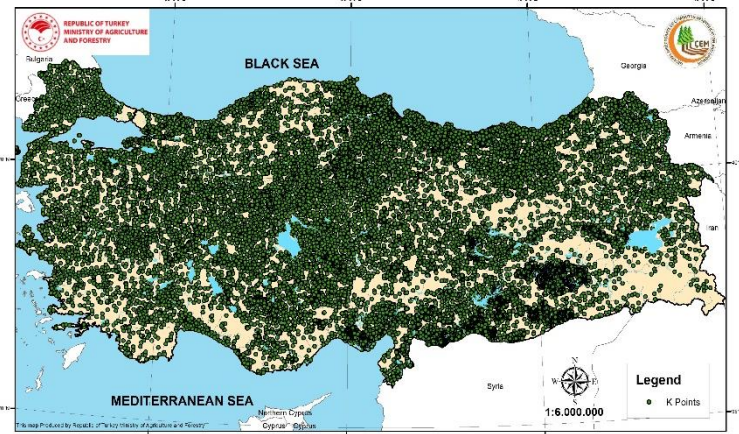 REPUBLIC OF TURKEY
MINISTRY OF AGRICULTURE
AND FORESTRY
CEM
Bulgaria
BLACK SEA
Georgia
Greece
Azerbaijan
Armenia
Iran
Syria
Legend
K Points
N
W
E
S
1:6.000.000
MEDITERRANEAN SEA
Northern Cyprus
Cyprus
Cyprus
This map Produced by Republic of Turkey Ministry of Agriculture and Forestry